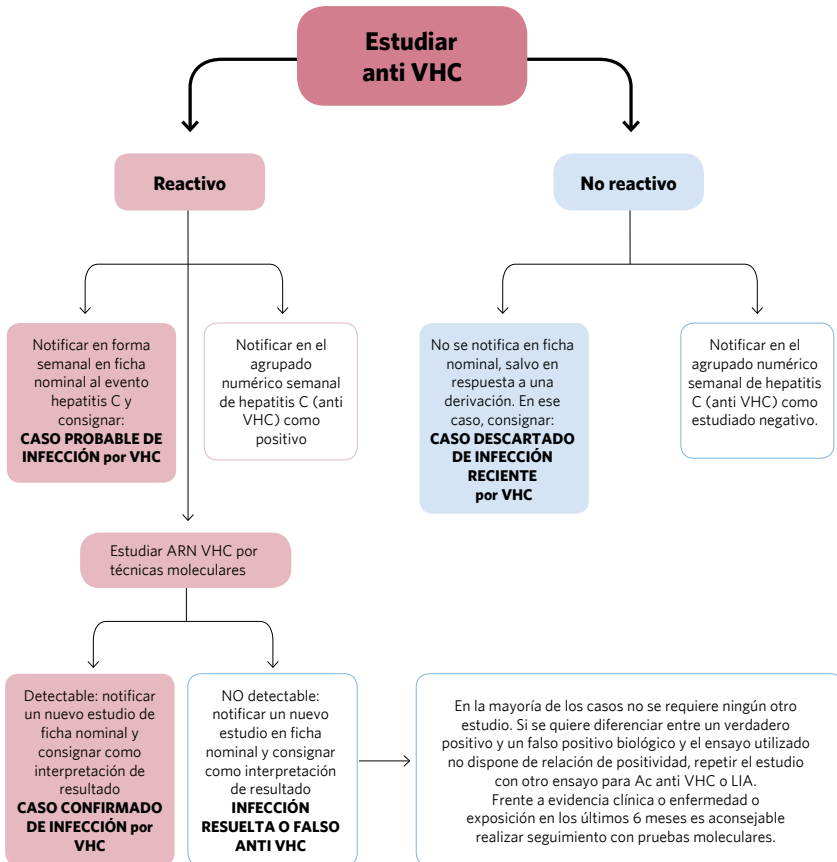 Estudiar
anti VHC
Reactivo
No reactivo
Notificar en forma
semanal en ficha
nominal al evento
hepatitis C y
consignar:
CASO PROBABLE DE
INFECCIÓN por VHC
Notificar en el
agrupado
numérico semanal
de hepatitis C (anti
VHC) como
positivo
No se notifica en ficha
nominal, salvo en
respuesta a una
derivación. En ese
caso, consignar:
CASO DESCARTADO
DE INFECCIÓN
RECIENTE
por VHC
Notificar en el
agrupado numérico
semanal de hepatitis
C (anti VHC) como
estudiado negativo.
Estudiar ARN VHC por
técnicas moleculares
Detectable: notificar
un nuevo estudio de
ficha nominal y
consignar como
interpretación de
resultado
CASO CONFIRMADO
DE INFECCIÓN por
VHC
NO detectable:
notificar un nuevo
estudio en ficha
nominal y consignar
como interpretación
de resultado
INFECCIÓN
RESUELTA O FALSO
ANTI VHC
En la mayoría de los casos no se requiere ningún otro
estudio. Si se quiere diferenciar entre un verdadero
positivo y un falso positivo biológico y el ensayo utilizado
no dispone de relación de positividad, repetir el estudio
con otro ensayo para Ac anti VHC o LIA.
Frente a evidencia clínica o enfermedad o
exposición en los últimos 6 meses es aconsejable
realizar seguimiento con pruebas moleculares.